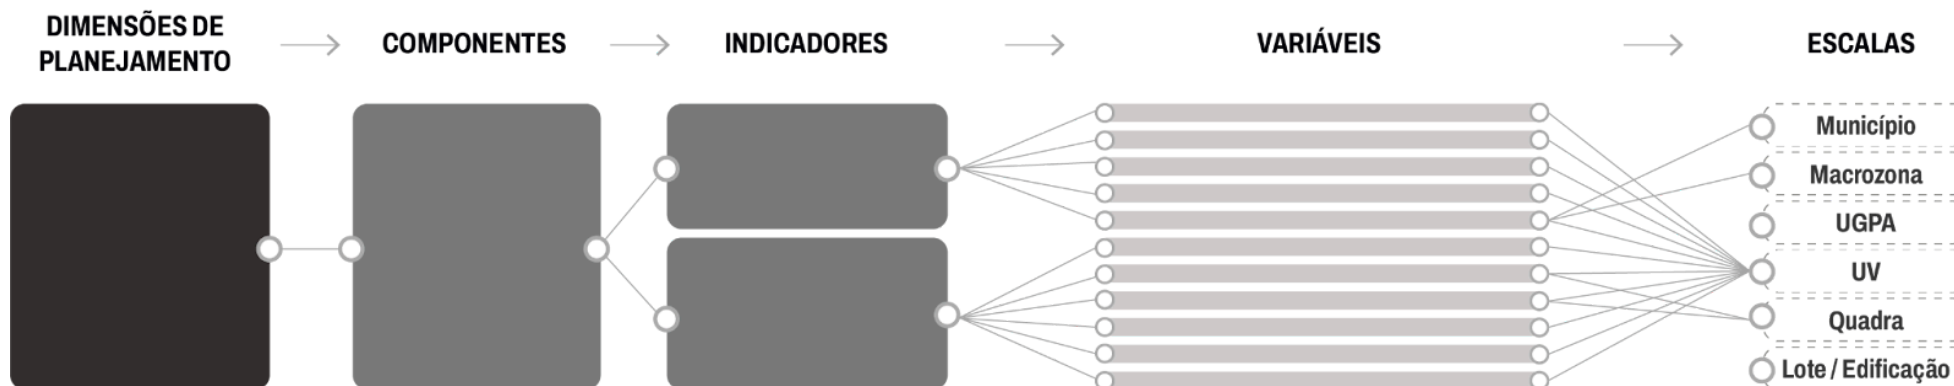 DIMENSÕES DE
PLANEJAMENTO
COMPONENTES
INDICADORES
VARIÁVEIS
ESCALAS
Município
Macrozona
UGPA
UV
Quadra
Lote / Edificação